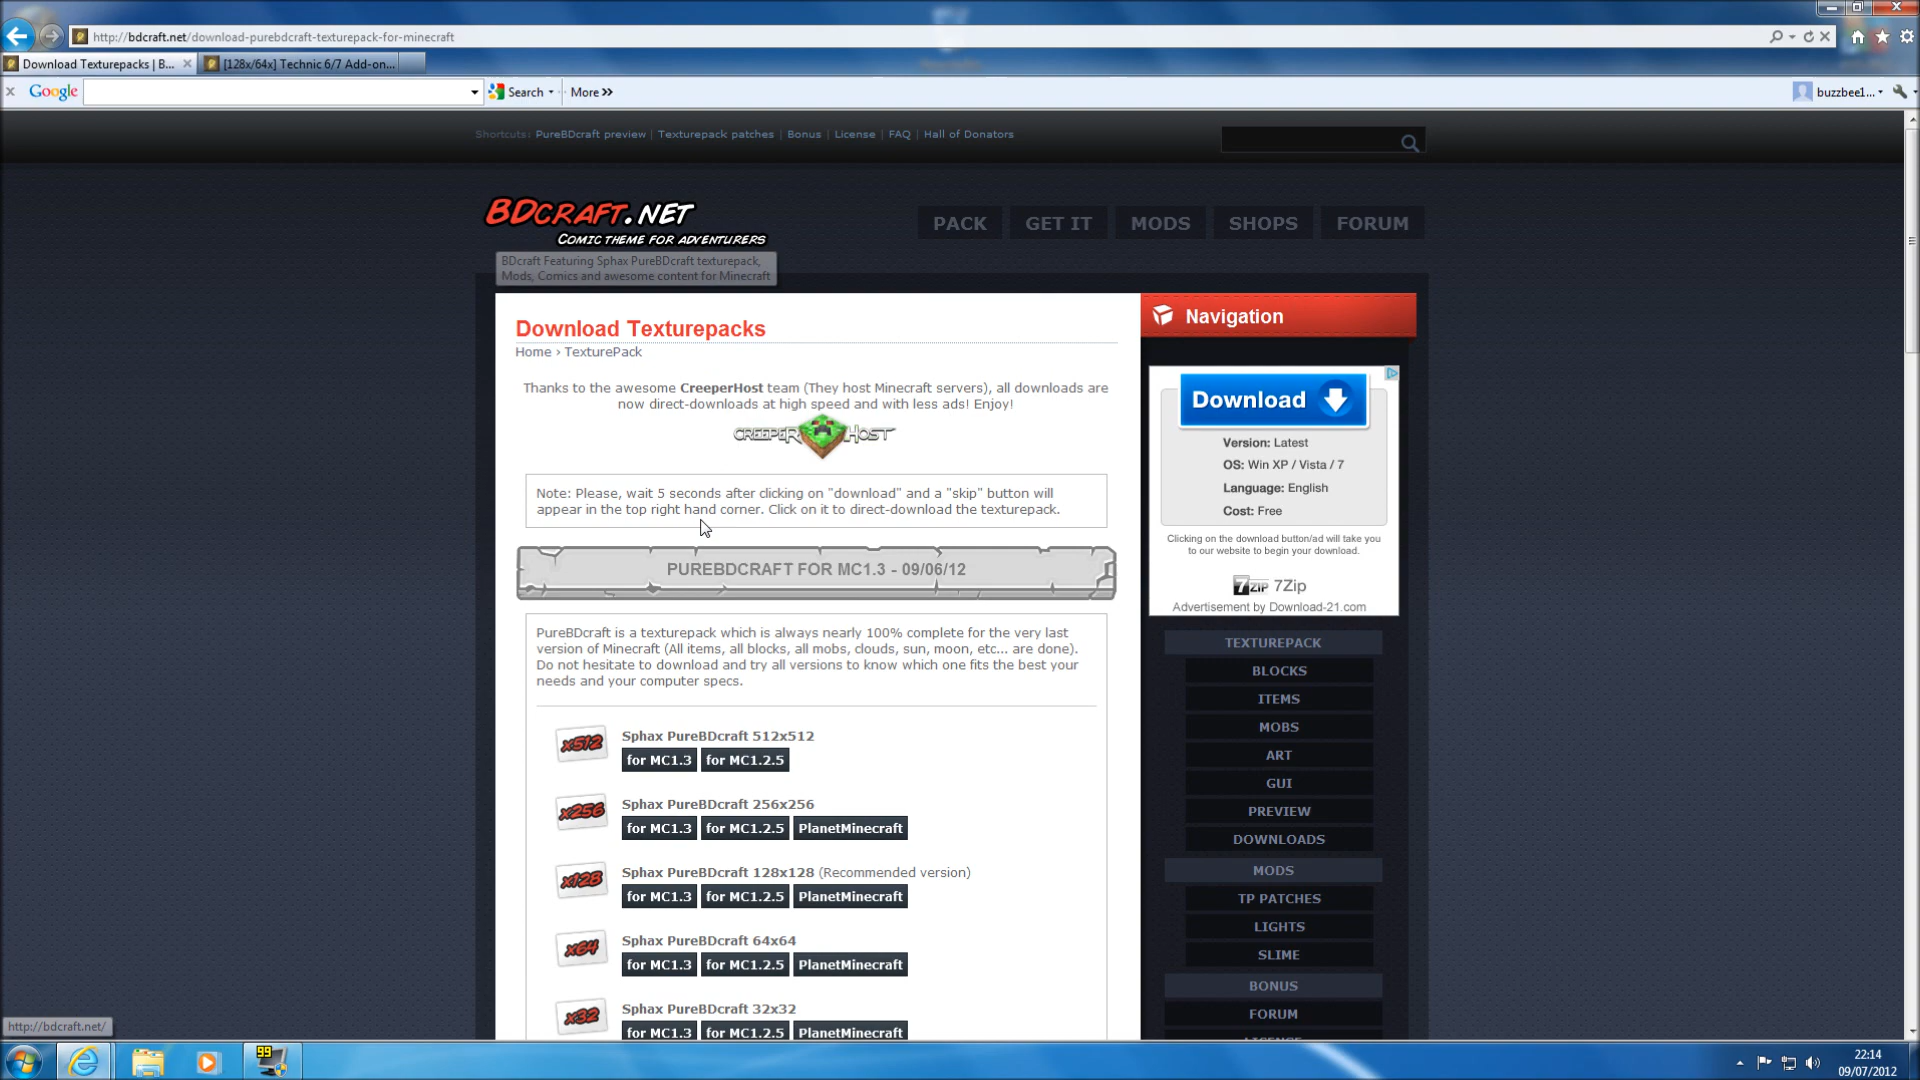 http://bdcraft.net/download-purebdcraft-texturepack-for-minecraft
Download Texturepacks | B...
[128x/64x] Technic 6/7 Add-on...
Google
Search
More
buzzbee1...
Shortcuts: PureBDcraft preview | Texturepack patches | Bonus | License | FAQ | Hall of Donators
BDCRAFT.NET
COMIC THEME FOR ADVENTURERS
PACK
GET IT
MODS
SHOPS
FORUM
BDcraft Featuring Sphax PureBDcraft texturepack,
Mods, Comics and awesome content for Minecraft
Download Texturepacks
Home › TexturePack
Thanks to the awesome CreeperHost team (They host Minecraft servers), all downloads are
now direct-downloads at high speed and with less ads! Enjoy!
CREEPER HOST
Note: Please, wait 5 seconds after clicking on "download" and a "skip" button will
appear in the top right hand corner. Click on it to direct-download the texturepack.
PUREBDCRAFT FOR MC1.3 - 09/06/12
PureBDcraft is a texturepack which is always nearly 100% complete for the very last
version of Minecraft (All items, all blocks, all mobs, clouds, sun, moon, etc... are done).
Do not hesitate to download and try all versions to know which one fits the best your
needs and your computer specs.
x512
Sphax PureBDcraft 512x512
for MC1.3
for MC1.2.5
x256
Sphax PureBDcraft 256x256
for MC1.3
for MC1.2.5
PlanetMinecraft
x128
Sphax PureBDcraft 128x128 (Recommended version)
for MC1.3
for MC1.2.5
PlanetMinecraft
x64
Sphax PureBDcraft 64x64
for MC1.3
for MC1.2.5
PlanetMinecraft
x32
Sphax PureBDcraft 32x32
for MC1.3
for MC1.2.5
PlanetMinecraft
Navigation
Download
Version: Latest
OS: Win XP / Vista / 7
Language: English
Cost: Free
Clicking on the download button/ad will take you
to our website to begin your download.
7ZIP 7Zip
Advertisement by Download-21.com
TEXTUREPACK
BLOCKS
ITEMS
MOBS
ART
GUI
PREVIEW
DOWNLOADS
MODS
TP PATCHES
LIGHTS
SLIME
BONUS
FORUM
LICENSE
http://bdcraft.net/
99
22:14
09/07/2012